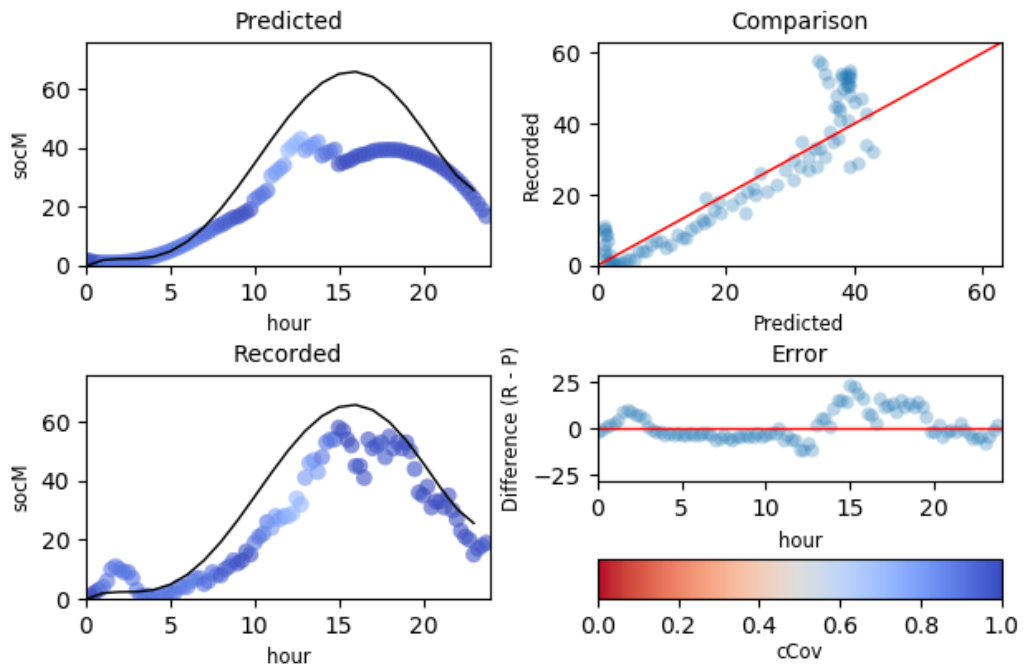 Predicted
socM
60
40
20
0
0 5 10 15 20
hour
Comparison
Recorded
60
40
20
0
0 20 40 60
Predicted
Recorded
socM
60
40
20
0
0 5 10 15 20
hour
Error
Difference (R - P)
25
0
−25
0 5 10 15 20
hour
0.0 0.2 0.4 0.6 0.8 1.0
cCov